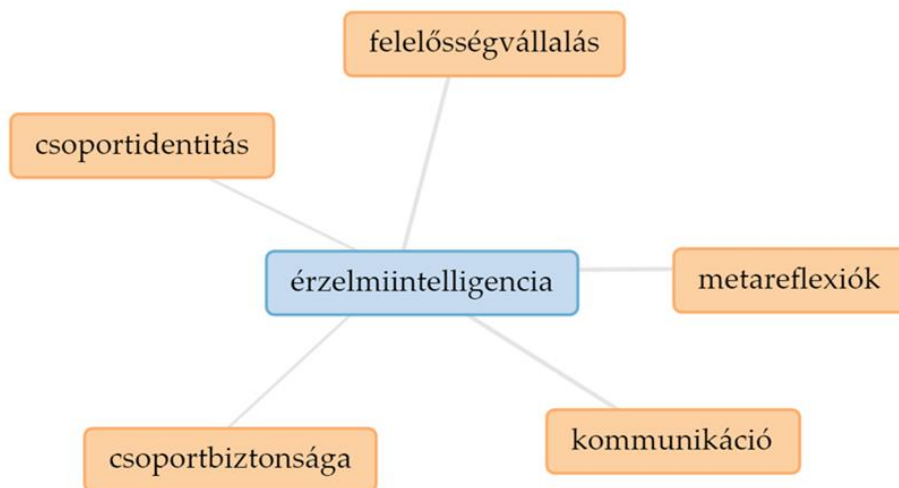 felelősségvállalás
csoportidentitás
érzelmiintelligencia
metareflexiók
kommunikáció
csoportbiztonsága